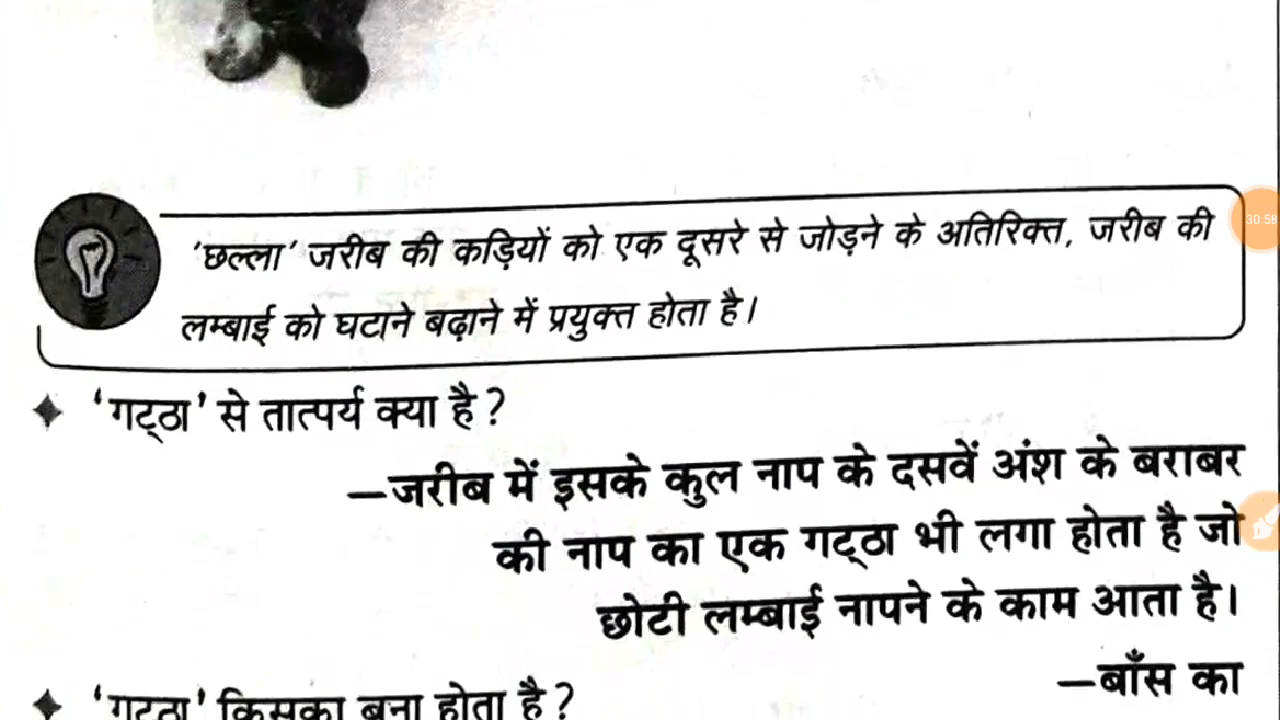 'छल्ला' जरीब की कड़ियों को एक दूसरे से जोड़ने के अतिरिक्त, जरीब की
लम्बाई को घटाने बढ़ाने में प्रयुक्त होता है।
'गट्ठा' से तात्पर्य क्या है?
—जरीब में इसके कुल नाप के दसवें अंश के बराबर
की नाप का एक गट्ठा भी लगा होता है जो
छोटी लम्बाई नापने के काम आता है।
'गट्ठा' किसका बना होता है?
—बाँस का
30:58